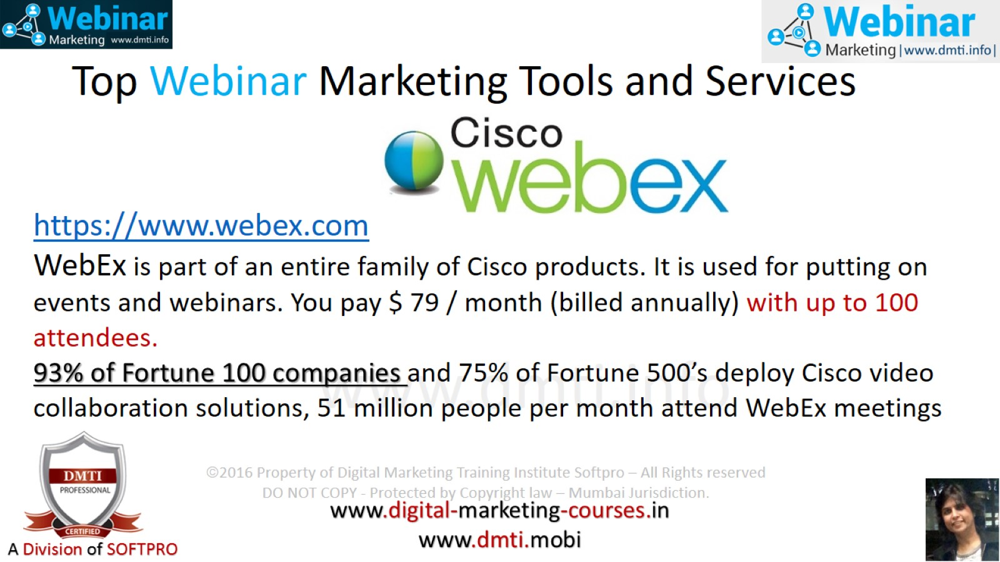 Webinar
Marketing www.dmti.info
Webinar
Marketing|www.dmti.info|
Top Webinar Marketing Tools and Services
Cisco
webex
https://www.webex.com
WebEx is part of an entire family of Cisco products. It is used for putting on
events and webinars. You pay $ 79 / month (billed annually) with up to 100
attendees.
93% of Fortune 100 companies and 75% of Fortune 500’s deploy Cisco video
collaboration solutions, 51 million people per month attend WebEx meetings
www.dmti.info
DMTI
PROFESSIONAL
CERTIFIED
A Division of SOFTPRO
©2016 Property of Digital Marketing Training Institute Softpro – All Rights reserved
DO NOT COPY - Protected by Copyright law – Mumbai Jurisdiction.
www.digital-marketing-courses.in
www.dmti.mobi